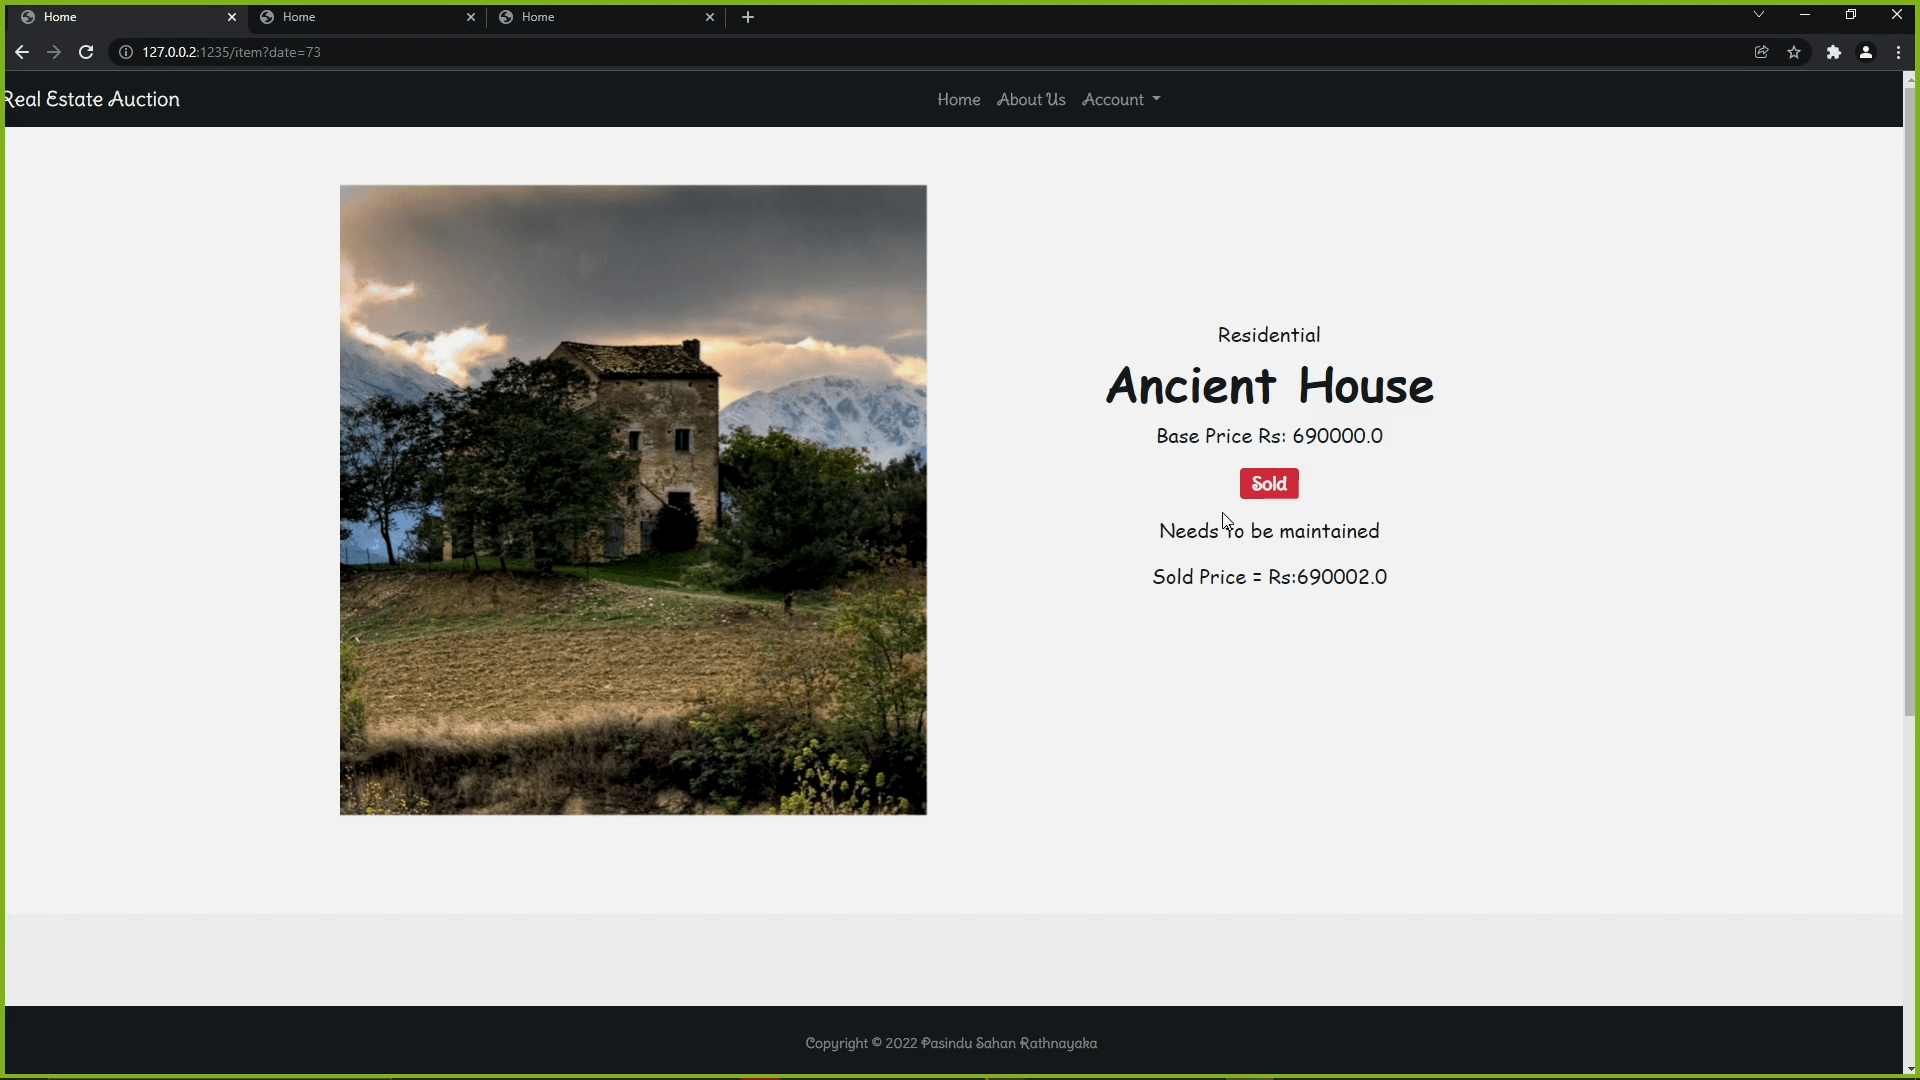 Home
Home
Home
127.0.0.2:1235/item?date=73
Real Estate Auction
Home
About Us
Account
Residential
Ancient House
Base Price Rs: 690000.0
Sold
Needs to be maintained
Sold Price = Rs:690002.0
Copyright © 2022 Pasindu Sahan Rathnayaka